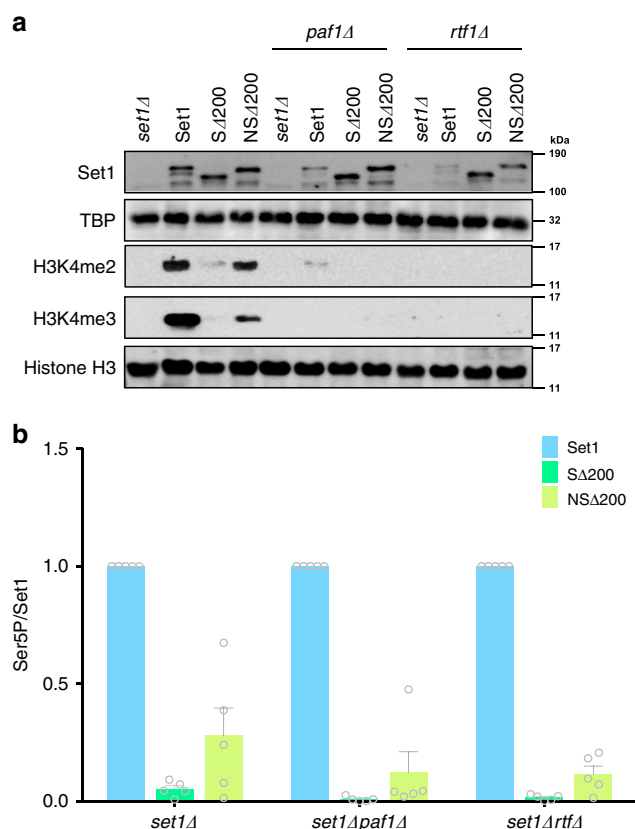 a
paf1Δ rtf1Δ
set1Δ Set1 SΔ200 NSΔ200 set1Δ Set1 SΔ200 NSΔ200 set1Δ Set1 SΔ200 NSΔ200
kDa
Set1 190
100
TBP 32
H3K4me2 17
11
H3K4me3 17
11
Histone H3 17
11
b
1.5
Set1
SΔ200
NSΔ200
1.0
Ser5P/Set1
0.5
0.0
set1Δ set1Δpaf1Δ set1Δrtf1Δ